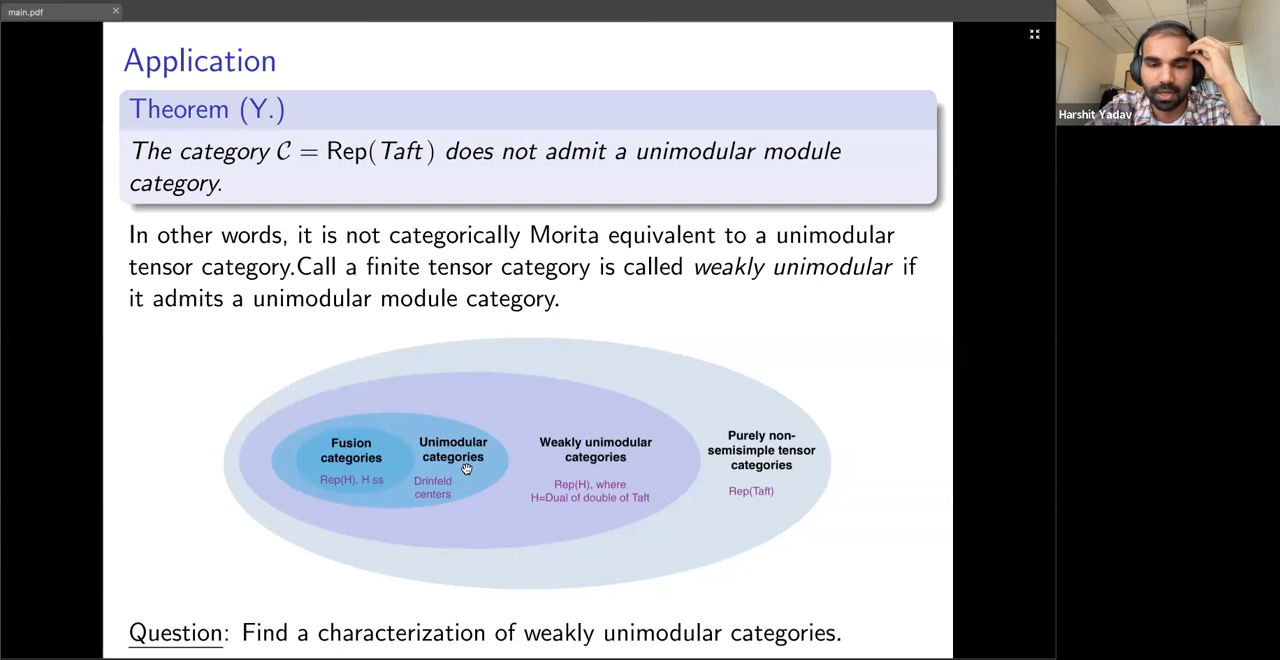 main.pdf
Application
Theorem (Y.)
The category 𝒞 = Rep(Taft) does not admit a unimodular module
category.
In other words, it is not categorically Morita equivalent to a unimodular
tensor category.Call a finite tensor category is called weakly unimodular if
it admits a unimodular module category.
Fusion
categories
Rep(H), H ss
Unimodular
categories
Drinfeld
centers
Weakly unimodular
categories
Rep(H), where
H=Dual of double of Taft
Purely non-
semisimple tensor
categories
Rep(Taft)
Question: Find a characterization of weakly unimodular categories.
Harshit Yadav